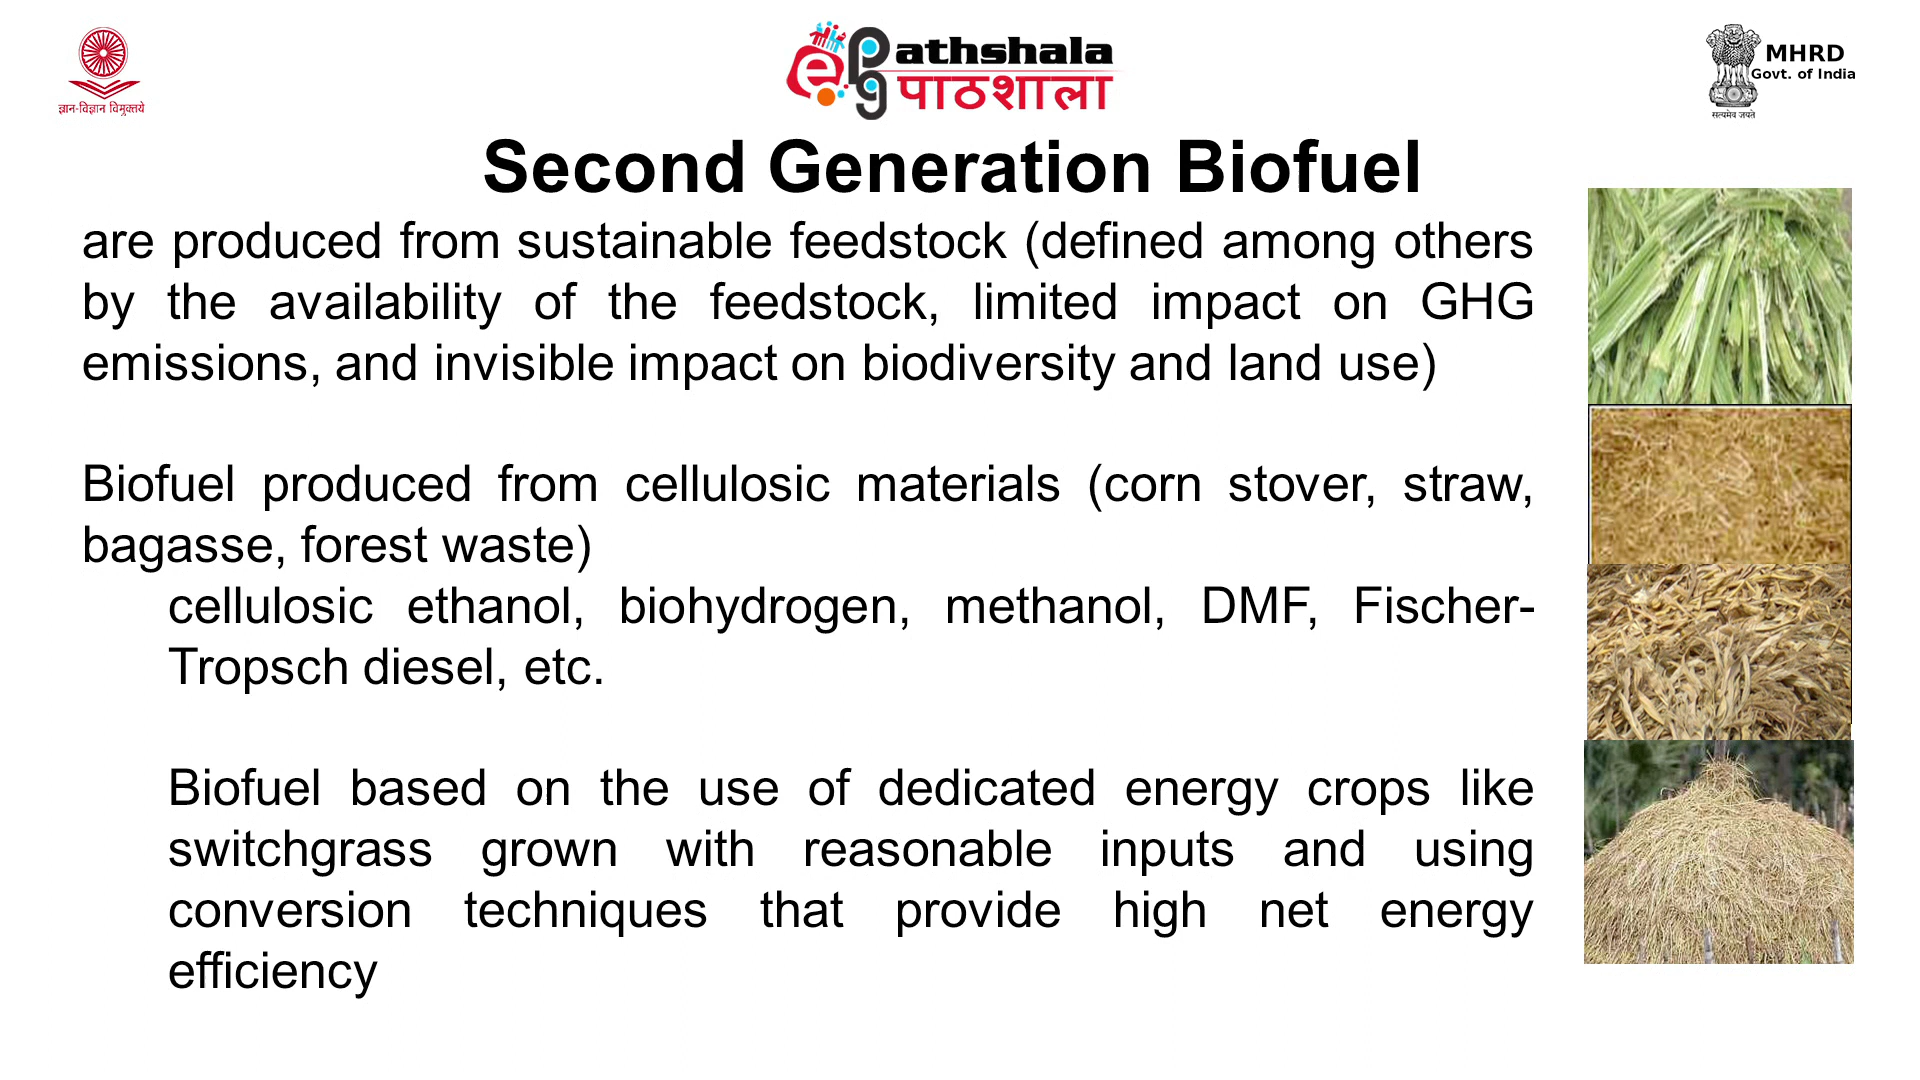 ज्ञान-विज्ञान विमुक्तये
athshala
पाठशाला
MHRD
Govt. of India
सत्यमेव जयते
Second Generation Biofuel
are produced from sustainable feedstock (defined among others
by the availability of the feedstock, limited impact on GHG
emissions, and invisible impact on biodiversity and land use)
Biofuel produced from cellulosic materials (corn stover, straw,
bagasse, forest waste)
cellulosic ethanol, biohydrogen, methanol, DMF, Fischer-
Tropsch diesel, etc.
Biofuel based on the use of dedicated energy crops like
switchgrass grown with reasonable inputs and using
conversion techniques that provide high net energy
efficiency